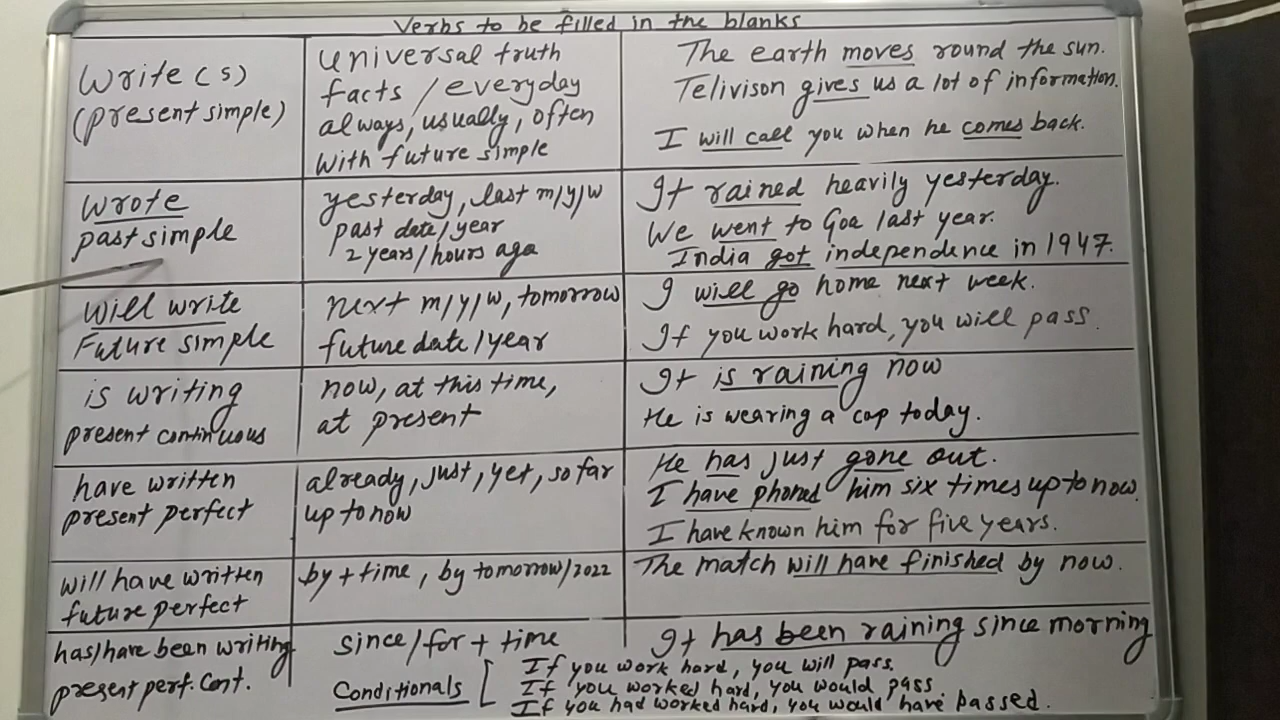 Verbs to be filled in the blanks
Write(s)
(present simple)
universal truth
facts / everyday
always, usually, often
with future simple
The earth moves round the sun.
Telivison gives us a lot of information.
I will call you when he comes back.
Wrote
past simple
yesterday, last m/y/w
past date/year
2 years/hours ago
It rained heavily yesterday.
We went to Goa last year.
India got independence in 1947.
will write
Future simple
next m/y/w, tomorrow
future date/year
I will go home next week.
If you work hard, you will pass.
is writing
present continuous
now, at this time,
at present
It is raining now
He is wearing a cap today.
have written
present perfect
already, just, yet, so far
up to now
He has just gone out.
I have phoned him six times up to now.
I have known him for five years.
will have written
future perfect
by + time, by tomorrow/2022
The match will have finished by now.
has/have been writing
present perf. cont.
since/for + time
It has been raining since morning
Conditionals
If you work hard, you will pass.
If you worked hard, you would pass.
If you had worked hard, you would have passed.